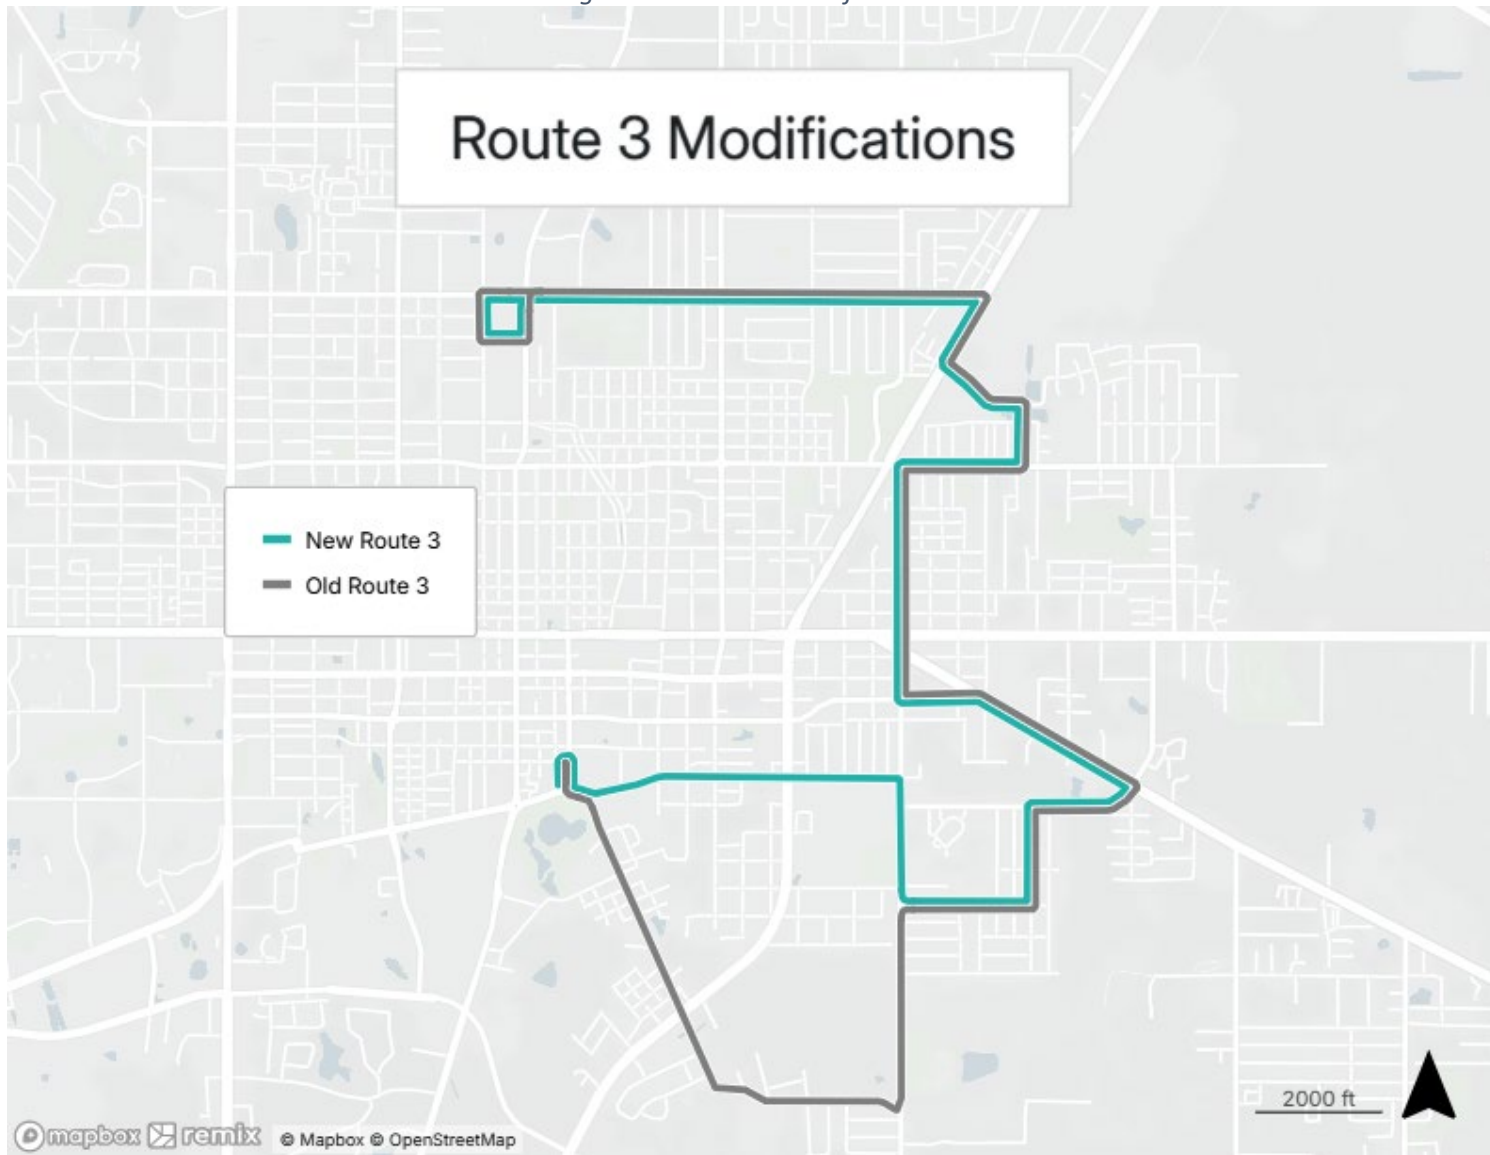 Route 3 Modifications
New Route 3
Old Route 3
2000 ft
mapbox remix © Mapbox © OpenStreetMap